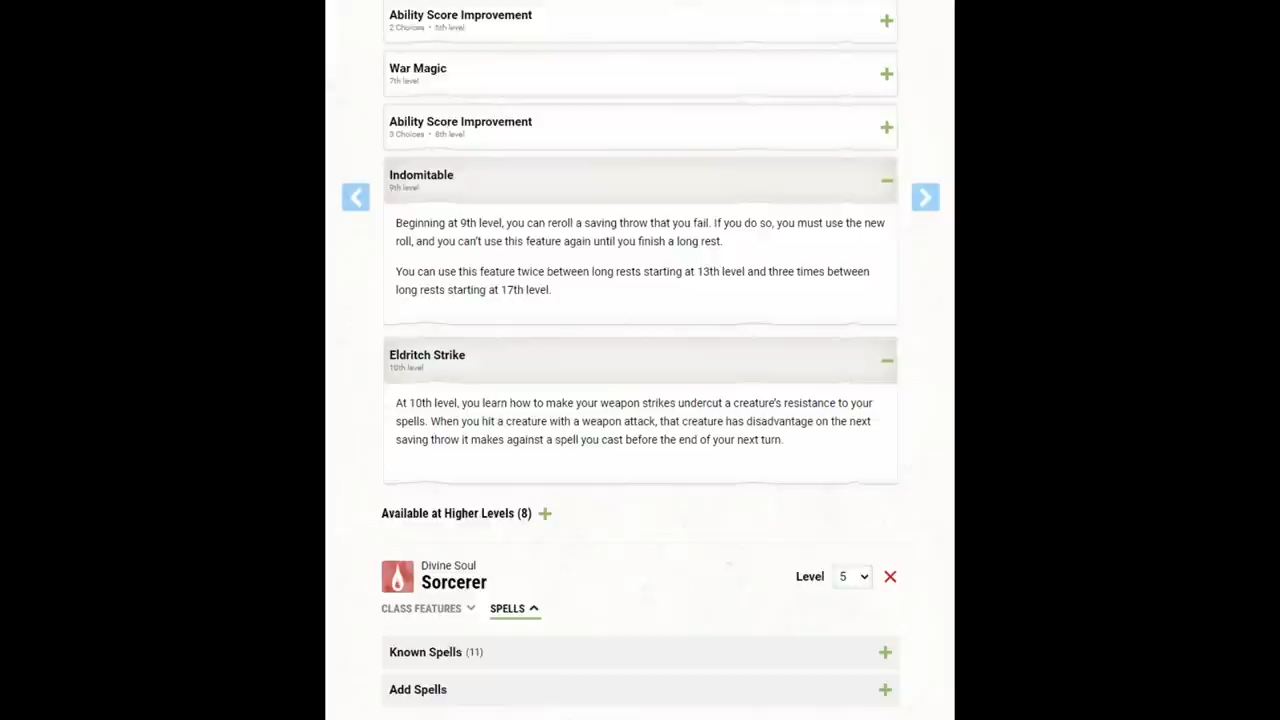 Ability Score Improvement
2 Choices • 6th level
War Magic
7th level
Ability Score Improvement
3 Choices • 8th level
Indomitable
9th level
Beginning at 9th level, you can reroll a saving throw that you fail. If you do so, you must use the new
roll, and you can't use this feature again until you finish a long rest.
You can use this feature twice between long rests starting at 13th level and three times between
long rests starting at 17th level.
Eldritch Strike
10th level
At 10th level, you learn how to make your weapon strikes undercut a creature's resistance to your
spells. When you hit a creature with a weapon attack, that creature has disadvantage on the next
saving throw it makes against a spell you cast before the end of your next turn.
Available at Higher Levels (8)
Divine Soul
Sorcerer
Level 5
CLASS FEATURES SPELLS
Known Spells (11)
Add Spells